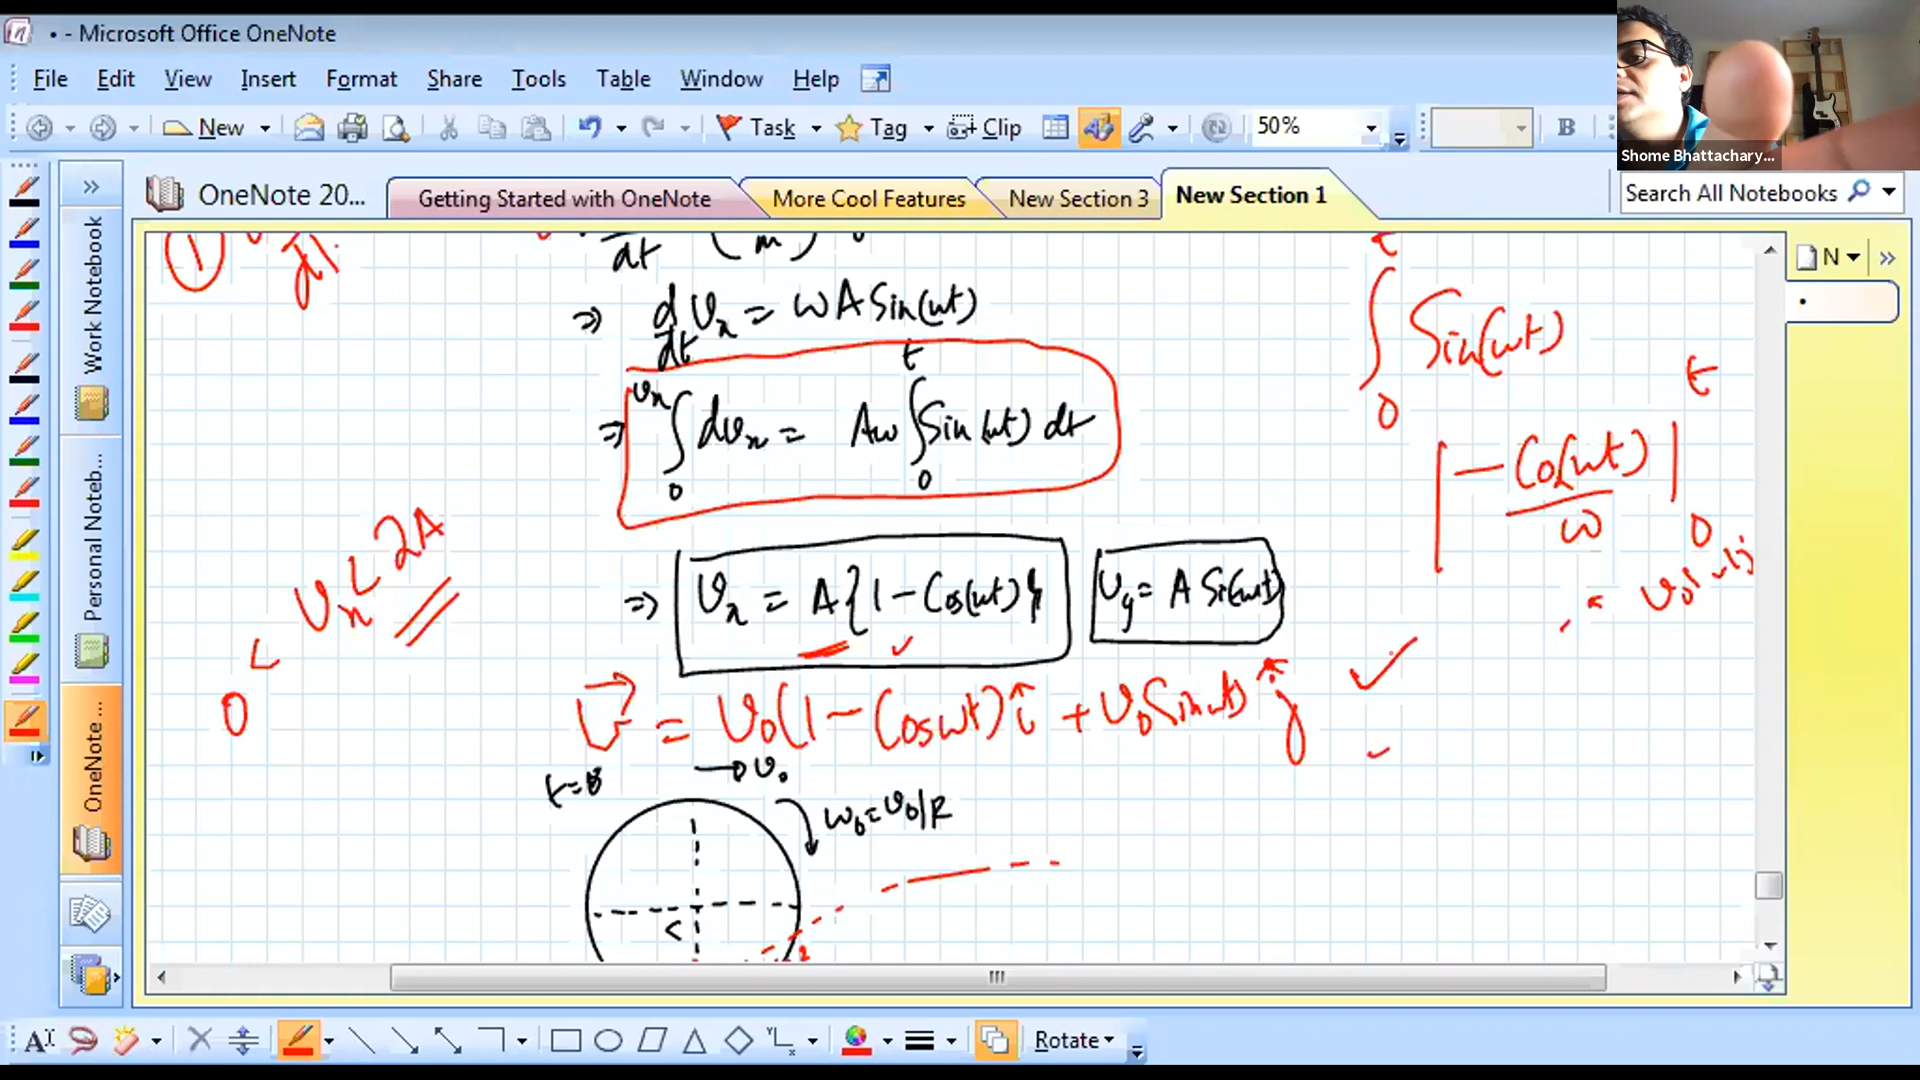 • - Microsoft Office OneNote
File Edit View Insert Format Share Tools Table Window Help
New Task Tag Clip 50% B
Shome Bhattachary...
OneNote 20... Getting Started with OneNote More Cool Features New Section 3 New Section 1
Search All Notebooks
Work Notebook
Personal Noteb...
OneNote ...
N
①
dt
dt (m)
⇒ d/dt vx = ωA Sin(ωt)
⇒ ∫₀^vx dvx = Aω ∫₀^t Sin(ωt) dt
⇒ vx = A{1 - Cos(ωt)}
vy = A Sin(ωt)
0 < vx < 2A
∫₀^t Sin(ωt)
|- Cos(ωt)/ω|₀^t
v⃗ = v₀(1 - Cosωt)î + v₀Sinωt ĵ
→ v₀
ω₀ = v₀/R
C
Rotate